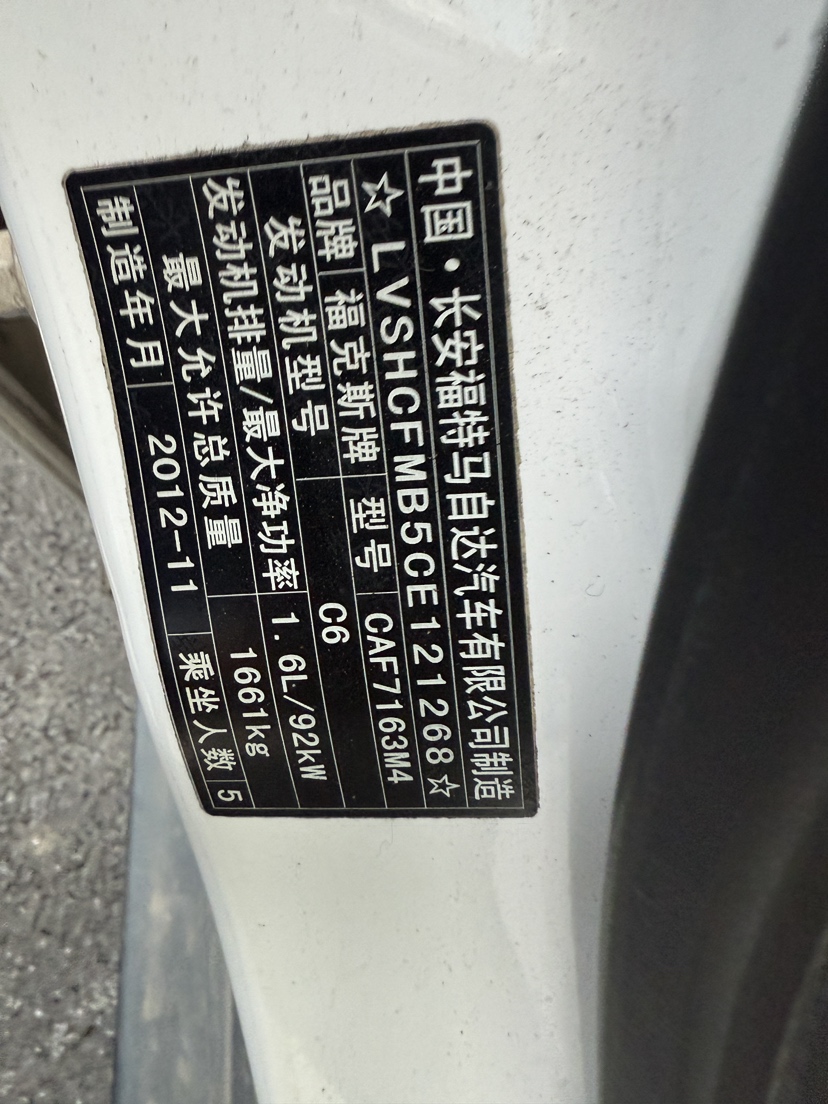 中国·长安福特马自达汽车有限公司制造
☆ LVSHCFMB5CE121268☆
品牌 福克斯牌 型号 CAF7163M4
发动机型号 C6
发动机排量/最大净功率 1.6L/92kW
最大允许总质量 1661kg
制造年月 2012-11 乘坐人数 5